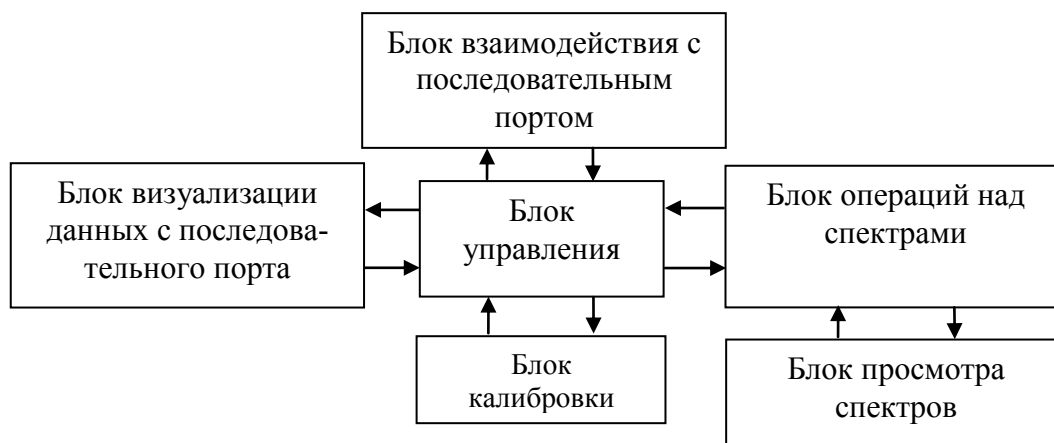 Блок взаимодействия с
последовательным
портом
Блок визуализации
данных с последова-
тельного порта
Блок
управления
Блок операций над
спектрами
Блок
калибровки
Блок просмотра
спектров